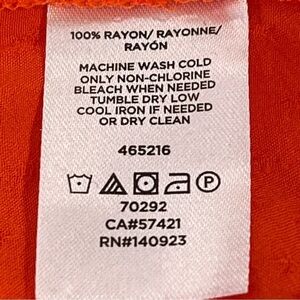 100% RAYON/ RAYONNE/
RAYÓN
MACHINE WASH COLD
ONLY NON-CHLORINE
BLEACH WHEN NEEDED
TUMBLE DRY LOW
COOL IRON IF NEEDED
OR DRY CLEAN
465216
P
70292
CA#57421
RN#140923